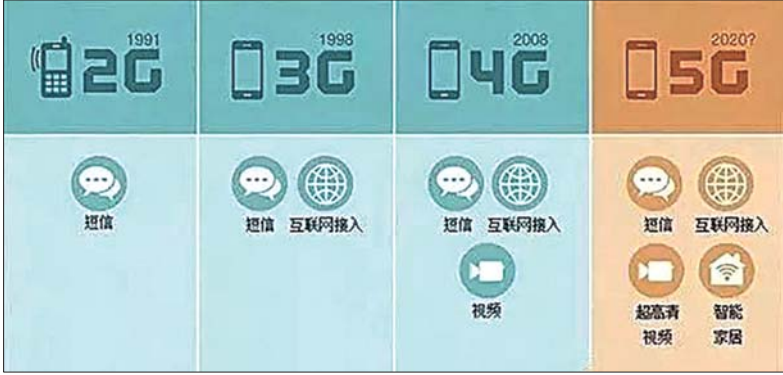 1991
2G
1998
3G
2008
4G
2020?
5G
短信
短信 互联网接入
短信 互联网接入
视频
短信 互联网接入
超高清
视频
智能
家居